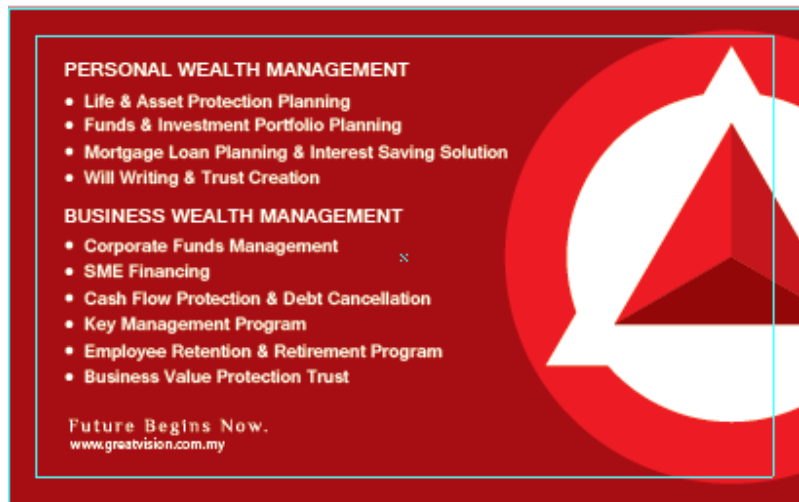 PERSONAL WEALTH MANAGEMENT
• Life & Asset Protection Planning
• Funds & Investment Portfolio Planning
• Mortgage Loan Planning & Interest Saving Solution
• Will Writing & Trust Creation
BUSINESS WEALTH MANAGEMENT
• Corporate Funds Management
• SME Financing
• Cash Flow Protection & Debt Cancellation
• Key Management Program
• Employee Retention & Retirement Program
• Business Value Protection Trust
Future Begins Now.
www.greatvision.com.my